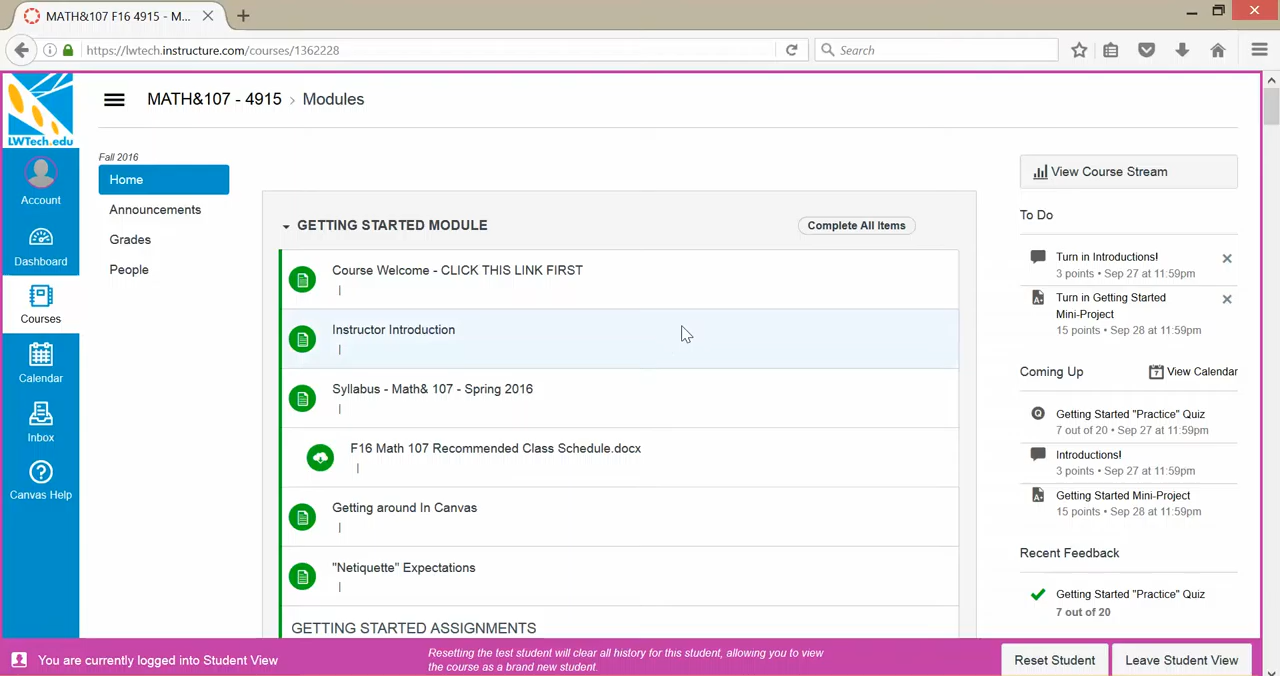 MATH&107 F16 4915 - M...
https://lwtech.instructure.com/courses/1362228
Search
LWTech.edu
MATH&107 - 4915 › Modules
Fall 2016
Home
Announcements
Grades
People
Account
Dashboard
Courses
Calendar
Inbox
Canvas Help
GETTING STARTED MODULE
Complete All Items
Course Welcome - CLICK THIS LINK FIRST
|
Instructor Introduction
|
Syllabus - Math& 107 - Spring 2016
|
F16 Math 107 Recommended Class Schedule.docx
|
Getting around In Canvas
|
"Netiquette" Expectations
|
GETTING STARTED ASSIGNMENTS
View Course Stream
To Do
Turn in Introductions!
3 points • Sep 27 at 11:59pm
Turn in Getting Started
Mini-Project
15 points • Sep 28 at 11:59pm
Coming Up
7 View Calendar
Getting Started "Practice" Quiz
7 out of 20 • Sep 27 at 11:59pm
Introductions!
3 points • Sep 27 at 11:59pm
Getting Started Mini-Project
15 points • Sep 28 at 11:59pm
Recent Feedback
Getting Started "Practice" Quiz
7 out of 20
You are currently logged into Student View
Resetting the test student will clear all history for this student, allowing you to view
the course as a brand new student.
Reset Student
Leave Student View